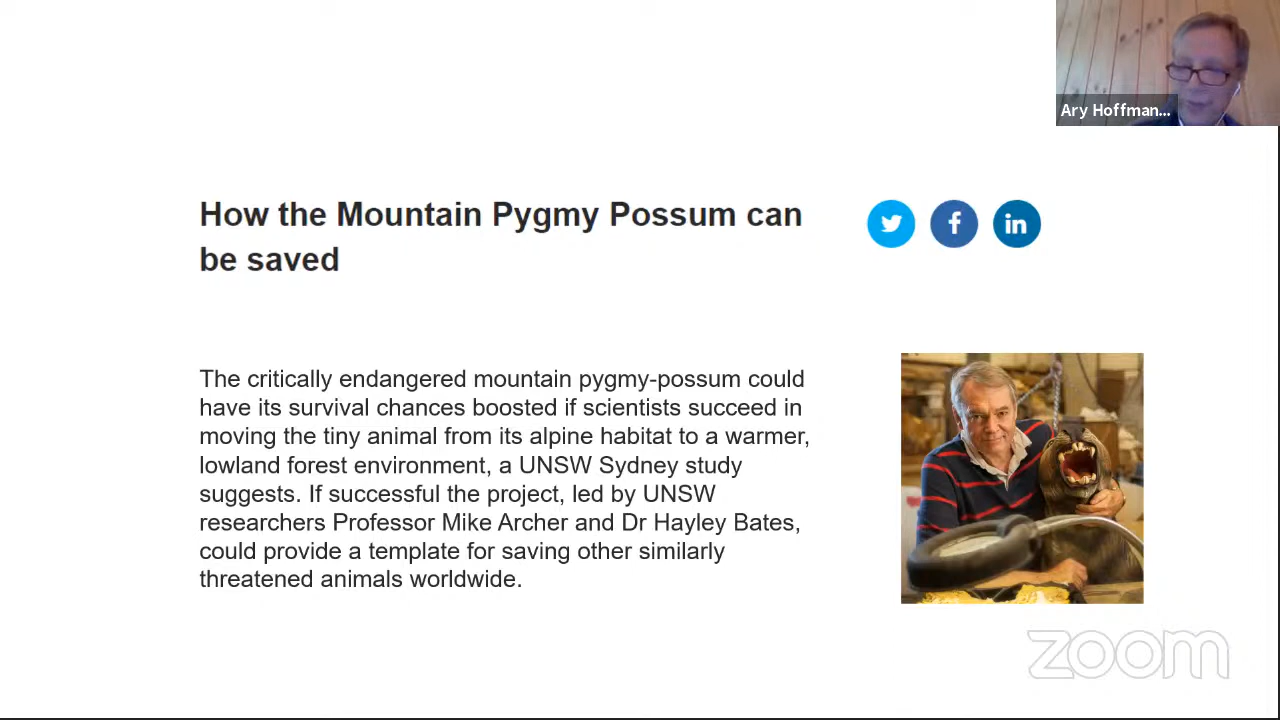 Ary Hoffman...
How the Mountain Pygmy Possum can
be saved
f
in
The critically endangered mountain pygmy-possum could
have its survival chances boosted if scientists succeed in
moving the tiny animal from its alpine habitat to a warmer,
lowland forest environment, a UNSW Sydney study
suggests. If successful the project, led by UNSW
researchers Professor Mike Archer and Dr Hayley Bates,
could provide a template for saving other similarly
threatened animals worldwide.
zoom